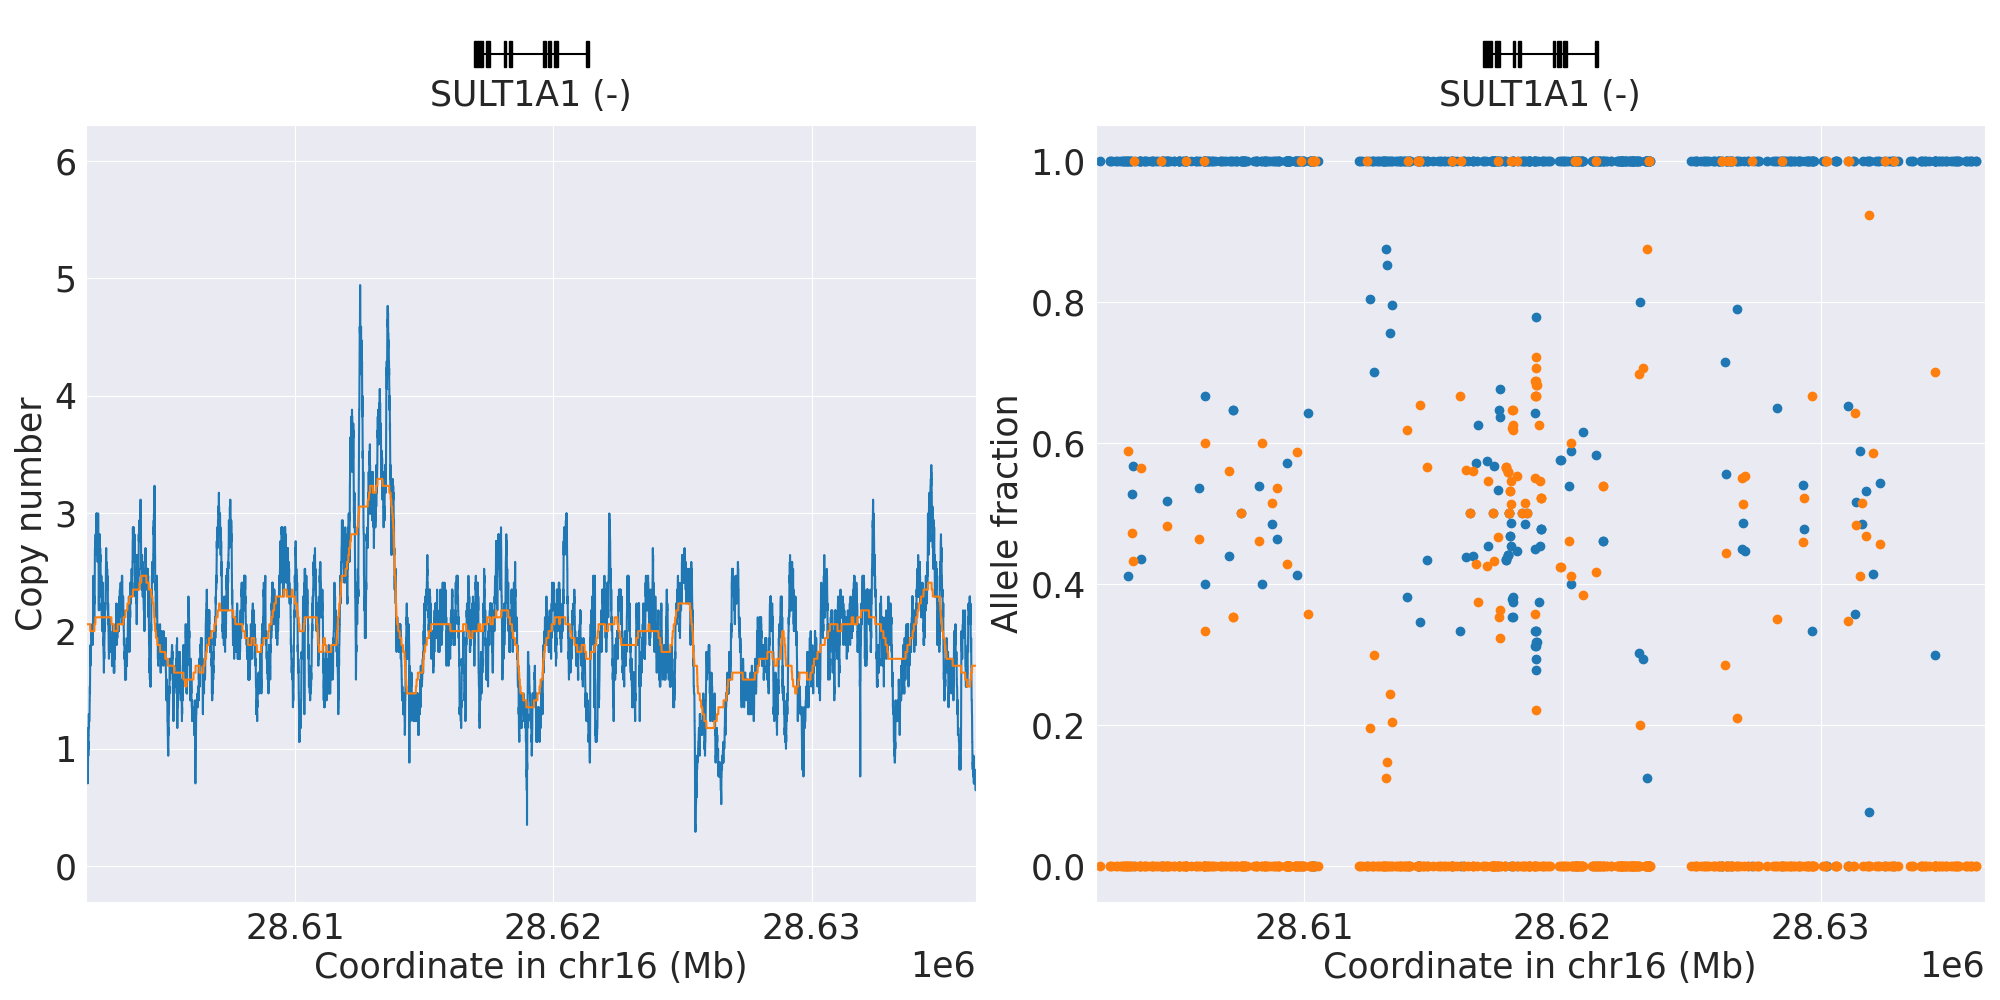 SULT1A1 (-)
6
5
4
3
2
1
0
Copy number
28.61
28.62
28.63
Coordinate in chr16 (Mb)
1e6
SULT1A1 (-)
1.0
0.8
0.6
0.4
0.2
0.0
Allele fraction
28.61
28.62
28.63
Coordinate in chr16 (Mb)
1e6